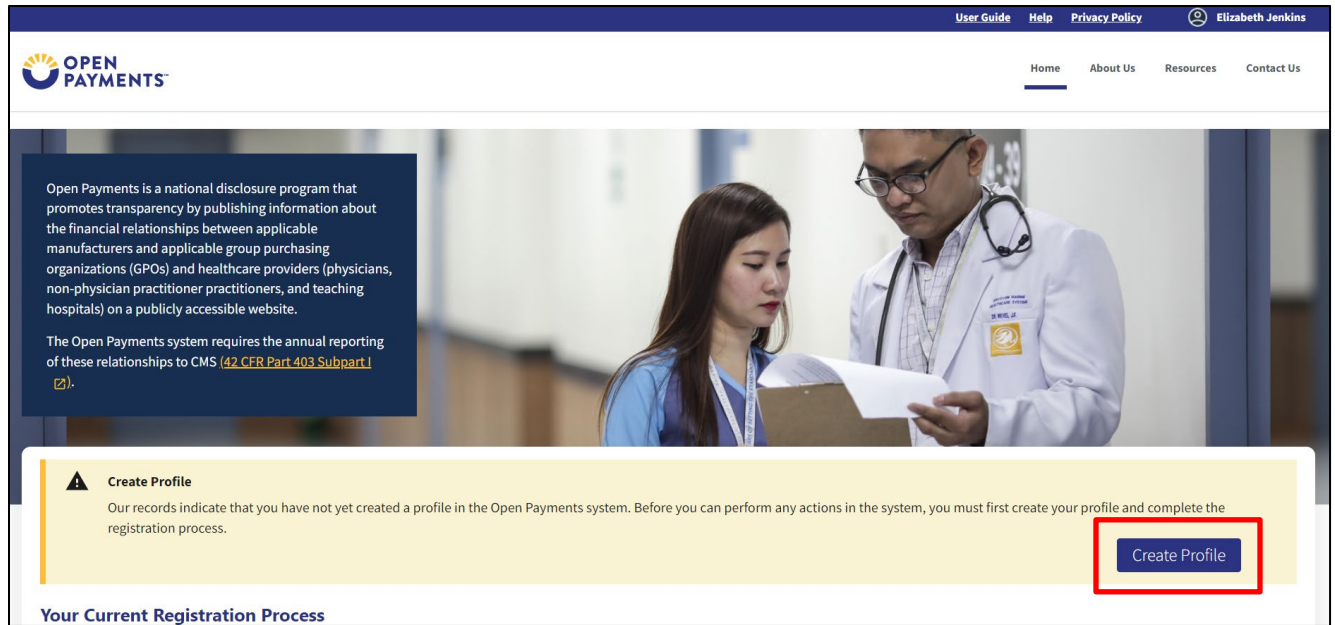 User Guide Help Privacy Policy Elizabeth Jenkins
OPEN
PAYMENTS
Home About Us Resources Contact Us
Open Payments is a national disclosure program that
promotes transparency by publishing information about
the financial relationships between applicable
manufacturers and applicable group purchasing
organizations (GPOs) and healthcare providers (physicians,
non-physician practitioner practitioners, and teaching
hospitals) on a publicly accessible website.
The Open Payments system requires the annual reporting
of these relationships to CMS (42 CFR Part 403 Subpart I
).
Create Profile
Our records indicate that you have not yet created a profile in the Open Payments system. Before you can perform any actions in the system, you must first create your profile and complete the
registration process.
Create Profile
Your Current Registration Process